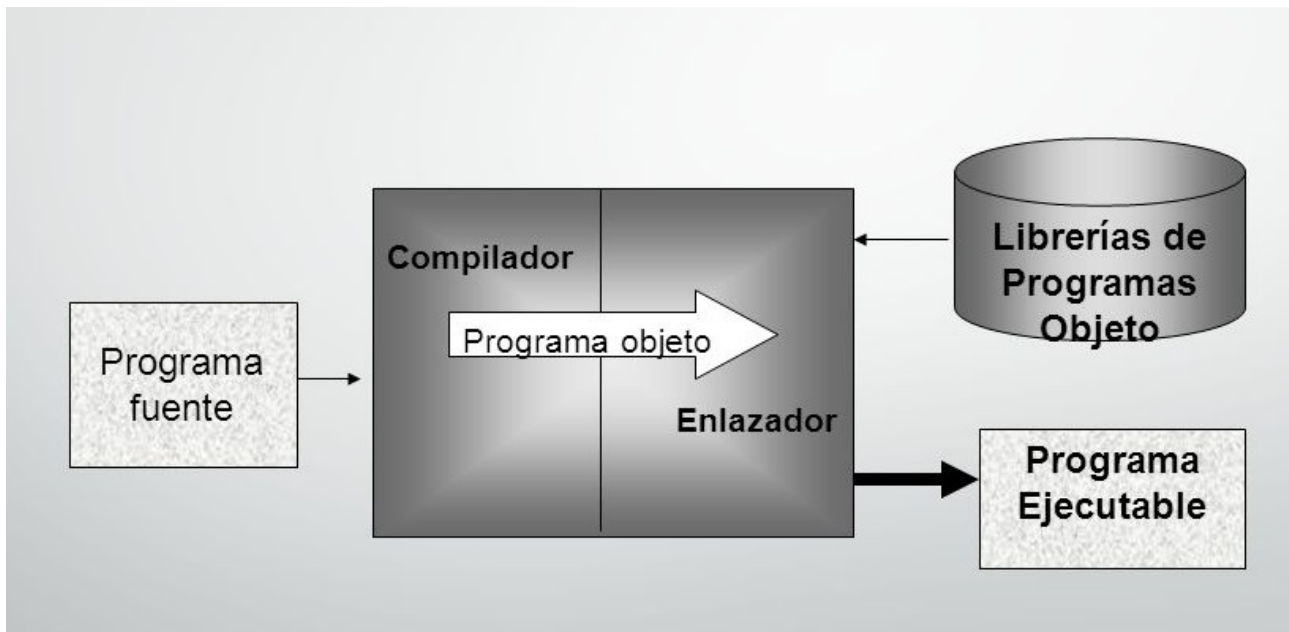 Compilador
Programa objeto
Enlazador
Programa
fuente
Librerías de
Programas
Objeto
Programa
Ejecutable